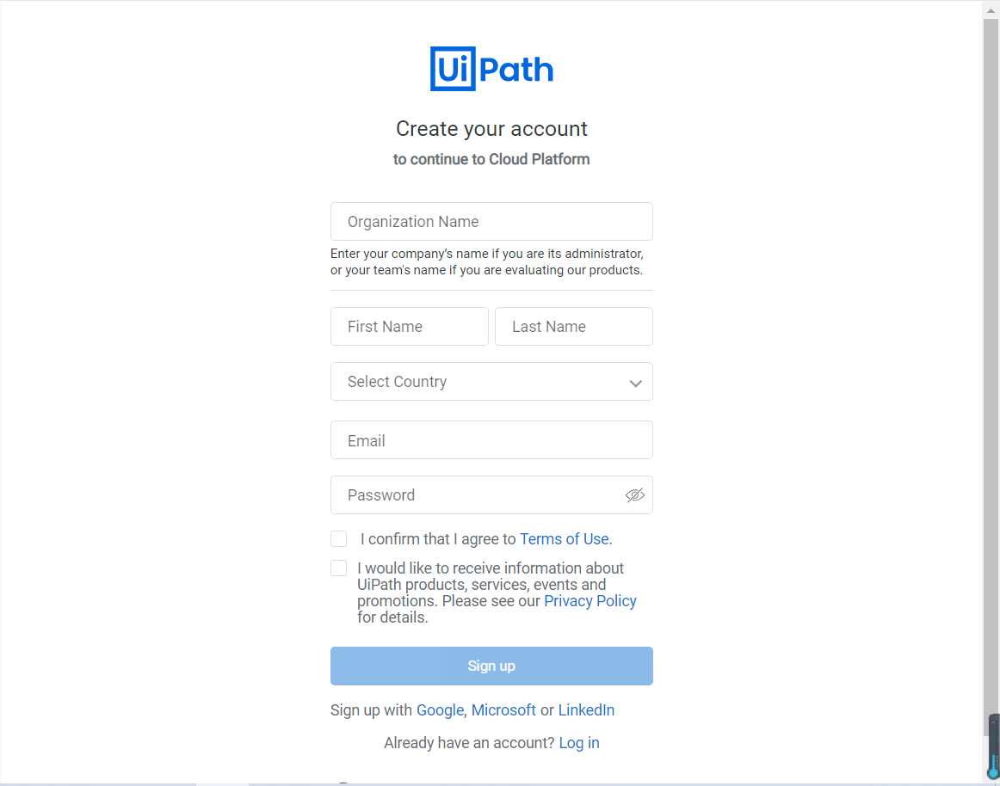 UiPath
Create your account
to continue to Cloud Platform
Organization Name
Enter your company's name if you are its administrator,
or your team's name if you are evaluating our products.
First Name
Last Name
Select Country
Email
Password
I confirm that I agree to Terms of Use.
I would like to receive information about
UiPath products, services, events and
promotions. Please see our Privacy Policy
for details.
Sign up
Sign up with Google, Microsoft or LinkedIn
Already have an account? Log in